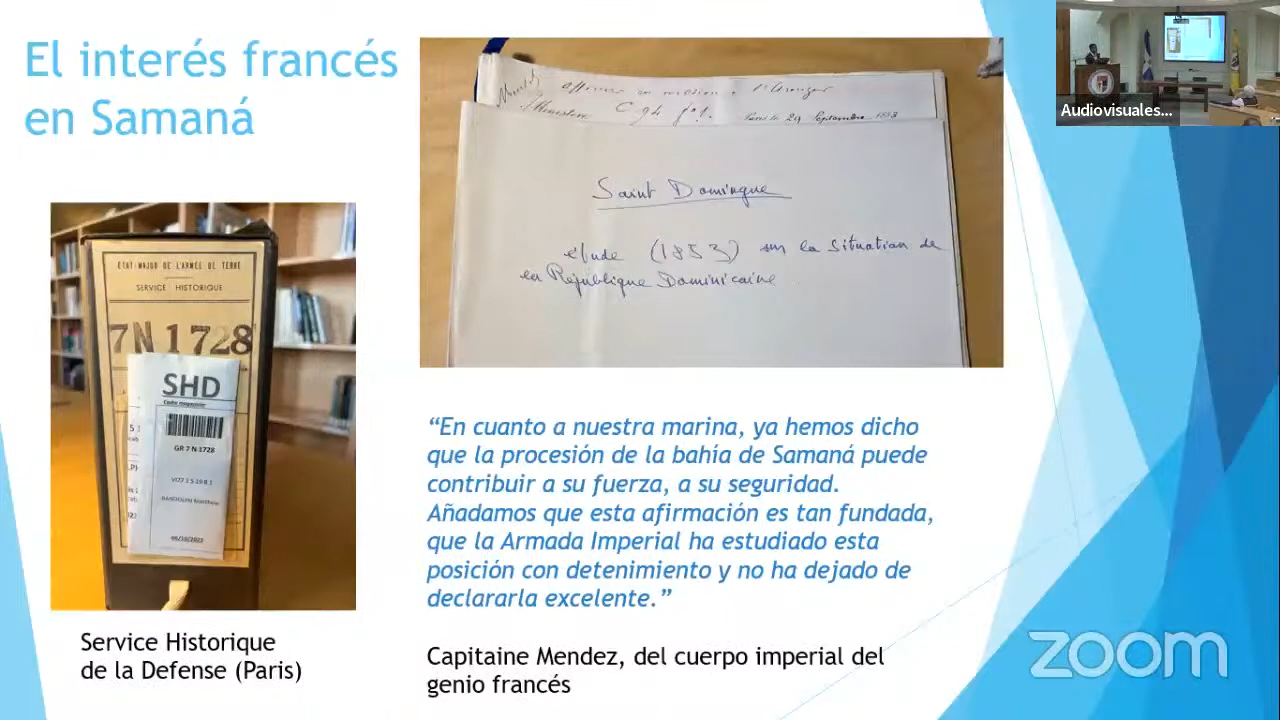 El interés francés
en Samaná
Audiovisuales...
ÉTAT-MAJOR DE L'ARMÉE DE TERRE
SERVICE HISTORIQUE
7N 1728
SHD
GR 7 N 1728
Saint Domingue
étude (1853) sur la situation de
en République Dominicaine
“En cuanto a nuestra marina, ya hemos dicho
que la procesión de la bahía de Samaná puede
contribuir a su fuerza, a su seguridad.
Añadamos que esta afirmación es tan fundada,
que la Armada Imperial ha estudiado esta
posición con detenimiento y no ha dejado de
declararla excelente.”
Service Historique
de la Defense (Paris)
Capitaine Mendez, del cuerpo imperial del
genio francés
zoom